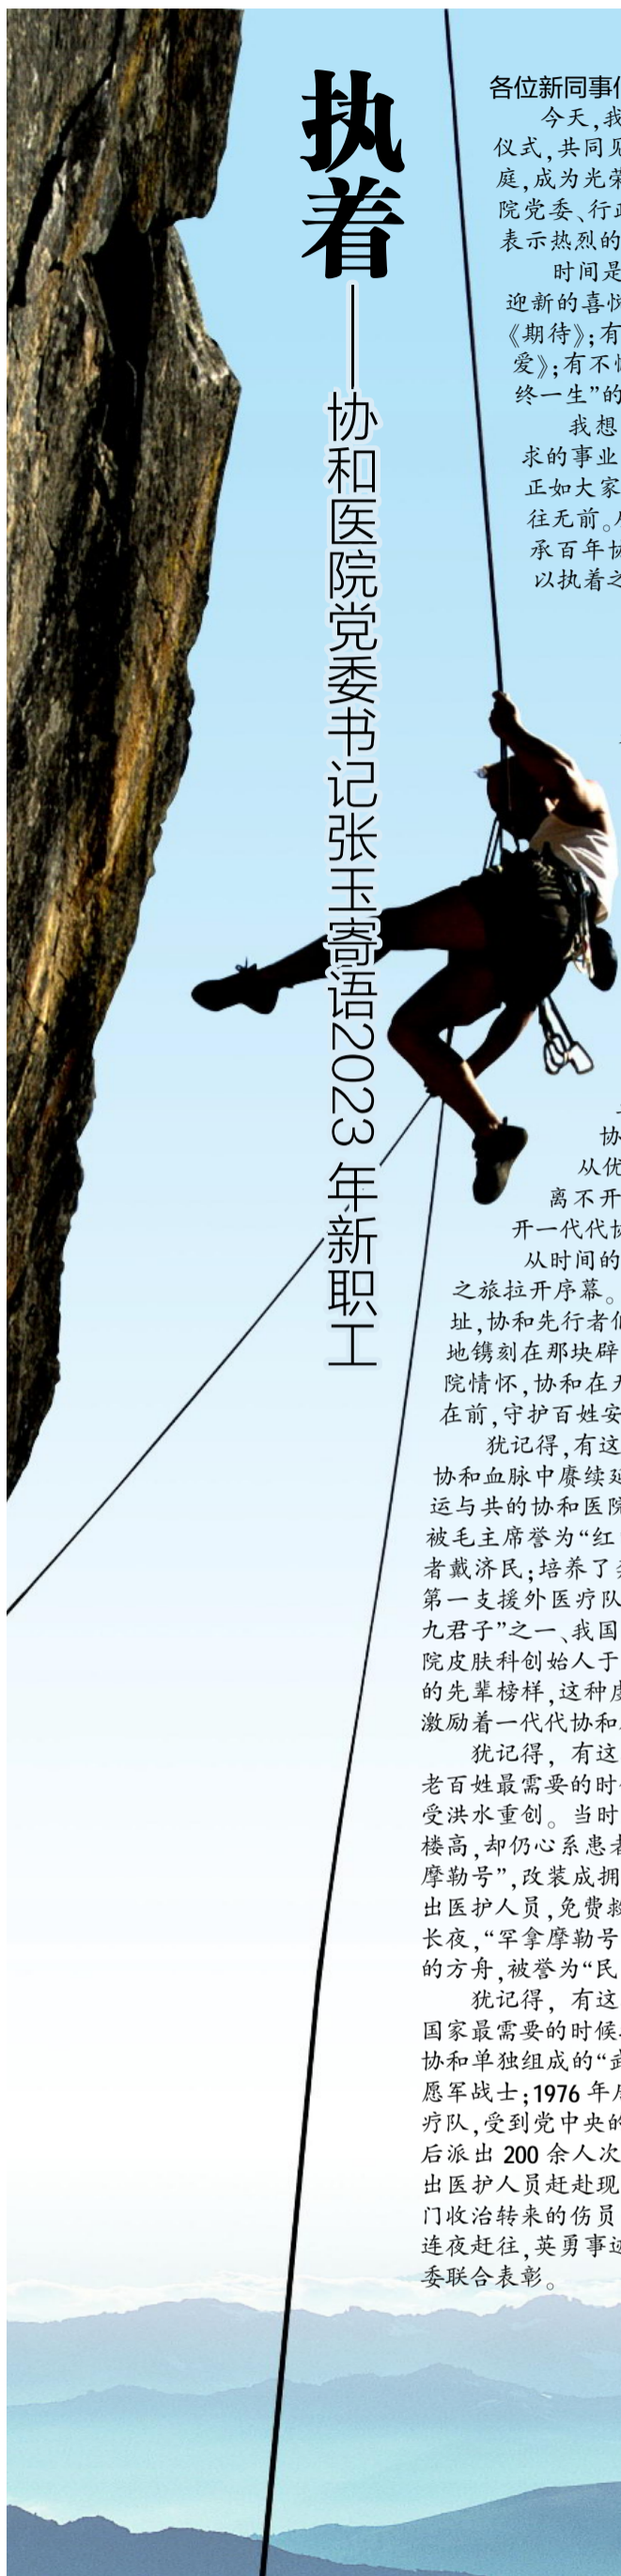 执着
——协和医院党委书记张玉寄语2023年新职工
各位新同事
今天,我
仪式,共同见
庭,成为光荣
院党委、行政
表示热烈的
时间是
迎新的喜悦
《期待》;有
爱》;有不
终一生”的
我想
求的事业
正如大家
往无前。
承百年协
以执着之
协
从优
离不开
开一代代协
从时间的
之旅拉开序幕。
址,协和先行者们
地镌刻在那块辟
院情怀,协和在
在前,守护百姓安
犹记得,有这
协和血脉中赓续延
运与共的协和医院
被毛主席誉为“红
者戴济民;培养了
第一支援外医疗队
九君子”之一、我国
院皮肤科创始人于
的先辈榜样,这种
激励着一代代协和
犹记得,有这
老百姓最需要的时
受洪水重创。当时
楼高,却仍心系患者
摩勒号”,改装成拥
出医护人员,免费救
长夜,“罕拿摩勒号
的方舟,被誉为“民
犹记得,有这
国家最需要的时候
协和单独组成的“武
愿军战士;1976年
疗队,受到党中央的
后派出200余人次
出医护人员赶赴现
门收治转来的伤员
连夜赶往,英勇事迹
委联合表彰。